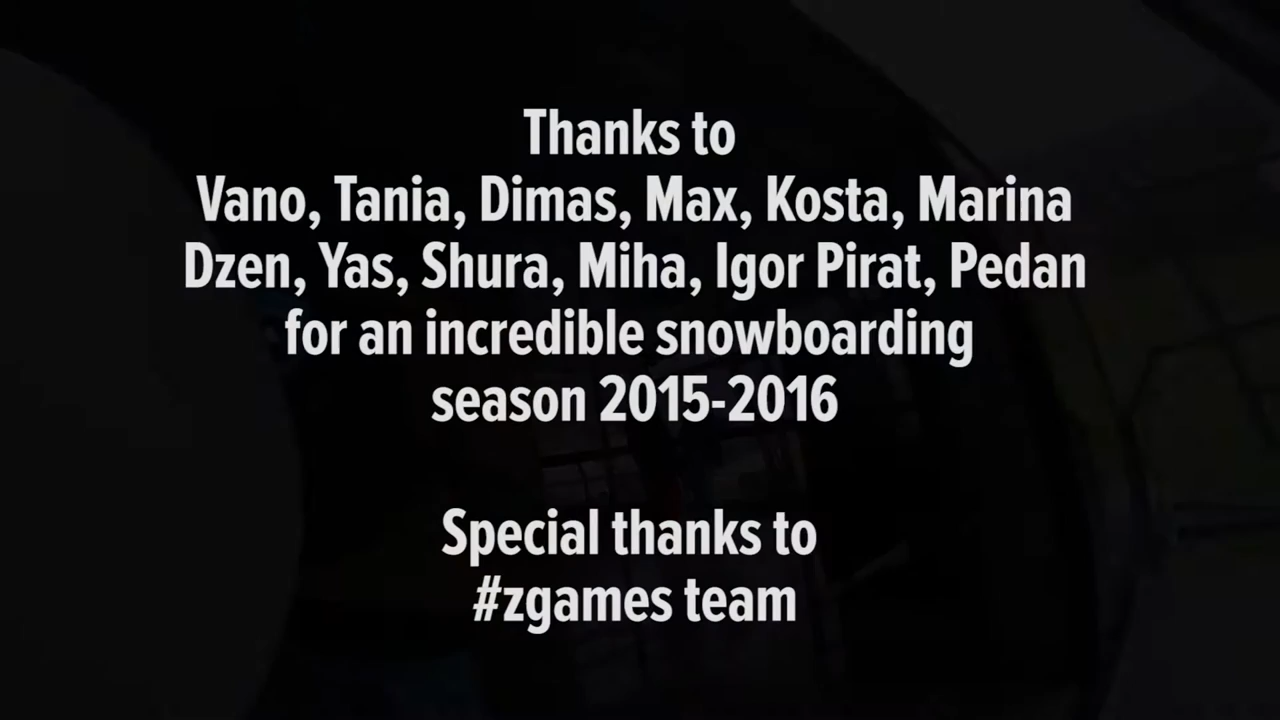 Thanks to
Vano, Tania, Dimas, Max, Kosta, Marina
Dzen, Yas, Shura, Miha, Igor Pirat, Pedan
for an incredible snowboarding
season 2015-2016
Special thanks to
#zgames team